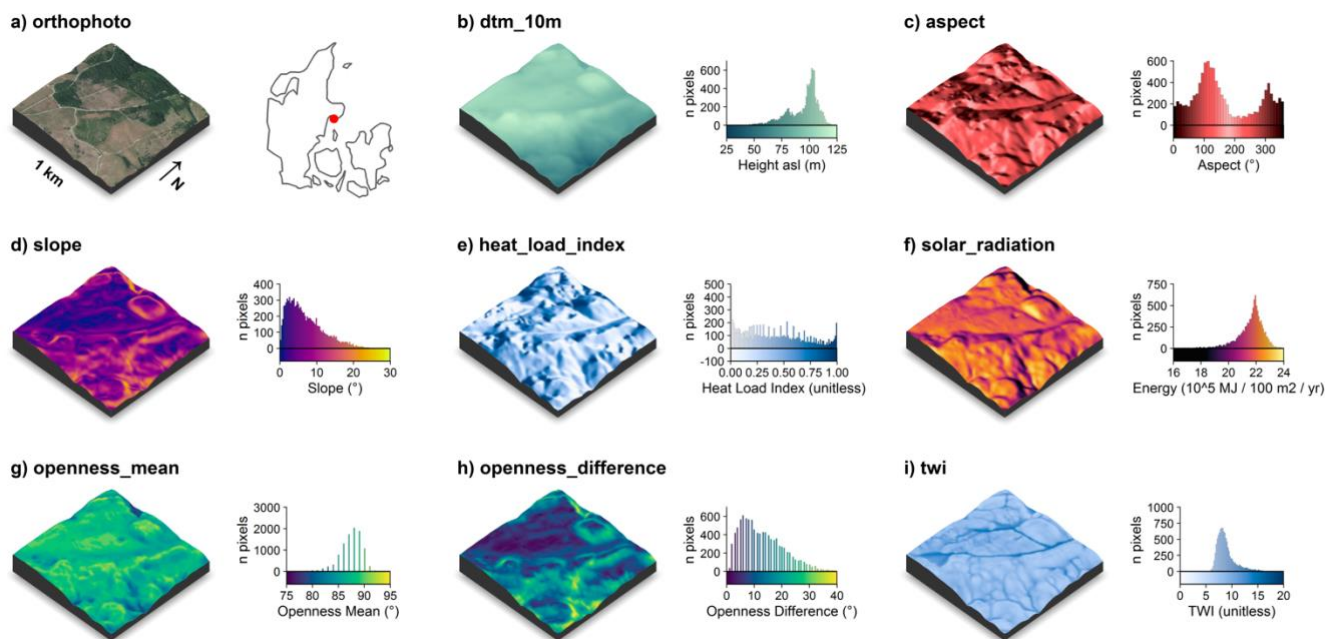 a) orthophoto
1 km
N
b) dtm_10m
n pixels
600
400
200
0
25 50 75 100 125
Height asl (m)
c) aspect
n pixels
600
400
200
0
0 100 200 300
Aspect (°)
d) slope
n pixels
400
300
200
100
0
0 10 20 30
Slope (°)
e) heat_load_index
n pixels
500
400
300
200
100
0
-100
0.00 0.25 0.50 0.75 1.00
Heat Load Index (unitless)
f) solar_radiation
n pixels
750
500
250
0
16 18 20 22 24
Energy (10^5 MJ / 100 m2 / yr)
g) openness_mean
n pixels
3000
2000
1000
0
75 80 85 90 95
Openness Mean (°)
h) openness_difference
n pixels
600
400
200
0
0 10 20 30 40
Openness Difference (°)
i) twi
n pixels
1000
750
500
250
0
0 5 10 15 20
TWI (unitless)